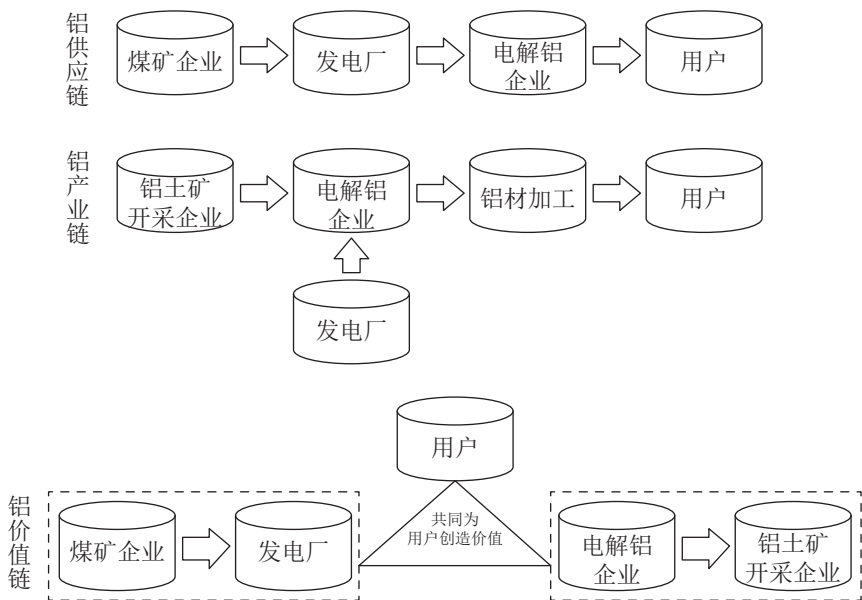 铝供应链
煤矿企业
发电厂
电解铝
企业
用户
铝产业链
铝土矿
开采企业
电解铝
企业
铝材加工
用户
发电厂
用户
铝价值链
煤矿企业
发电厂
共同为
用户创造价值
电解铝
企业
铝土矿
开采企业